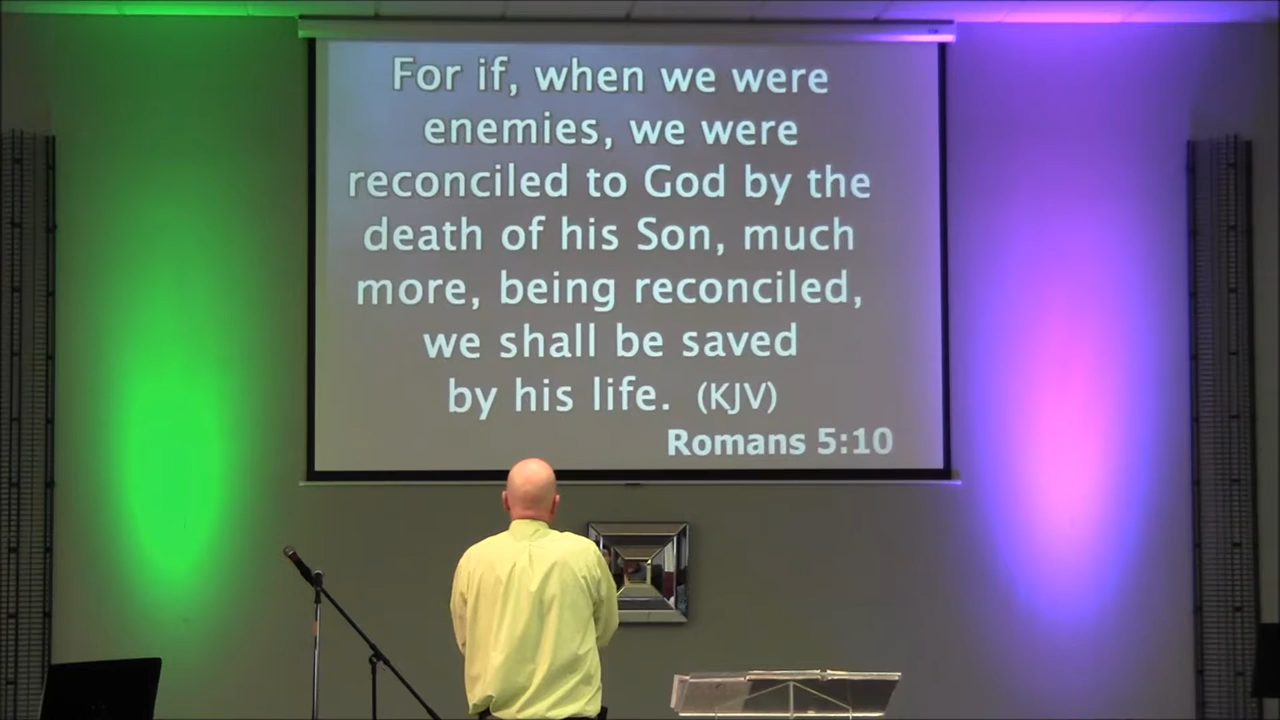 For if, when we were
enemies, we were
reconciled to God by the
death of his Son, much
more, being reconciled,
we shall be saved
by his life. (KJV)
Romans 5:10